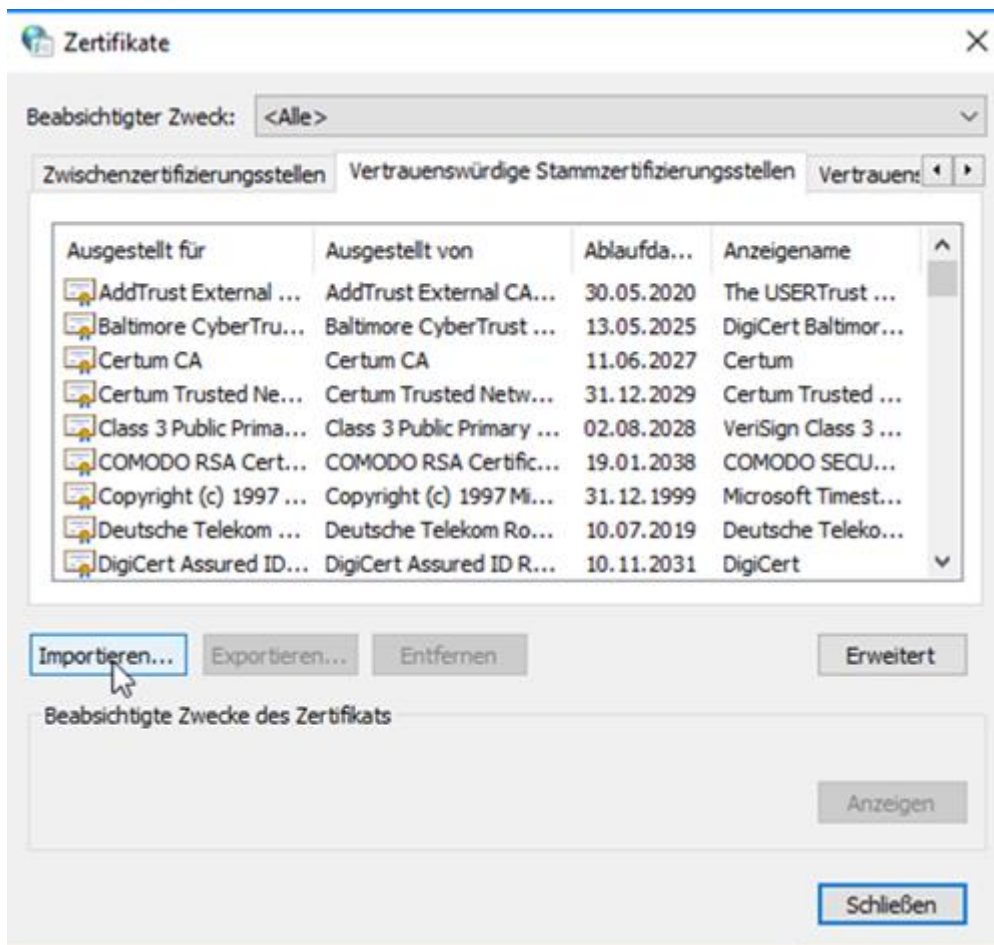 Zertifikate
Beabsichtigter Zweck: <Alle>
Zwischenzertifizierungsstellen Vertrauenswürdige Stammzertifizierungsstellen Vertrauens
Ausgestellt für Ausgestellt von Ablaufda... Anzeigename
AddTrust External ... AddTrust External CA... 30.05.2020 The USERTrust ...
Baltimore CyberTru... Baltimore CyberTrust ... 13.05.2025 DigiCert Baltimor...
Certum CA Certum CA 11.06.2027 Certum
Certum Trusted Ne... Certum Trusted Netw... 31.12.2029 Certum Trusted ...
Class 3 Public Prima... Class 3 Public Primary ... 02.08.2028 VeriSign Class 3 ...
COMODO RSA Cert... COMODO RSA Certific... 19.01.2038 COMODO SECU...
Copyright (c) 1997 ... Copyright (c) 1997 Mi... 31.12.1999 Microsoft Timest...
Deutsche Telekom ... Deutsche Telekom Ro... 10.07.2019 Deutsche Teleko...
DigiCert Assured ID... DigiCert Assured ID R... 10.11.2031 DigiCert
Importieren... Exportieren... Entfernen Erweitert
Beabsichtigte Zwecke des Zertifikats
Anzeigen
Schließen